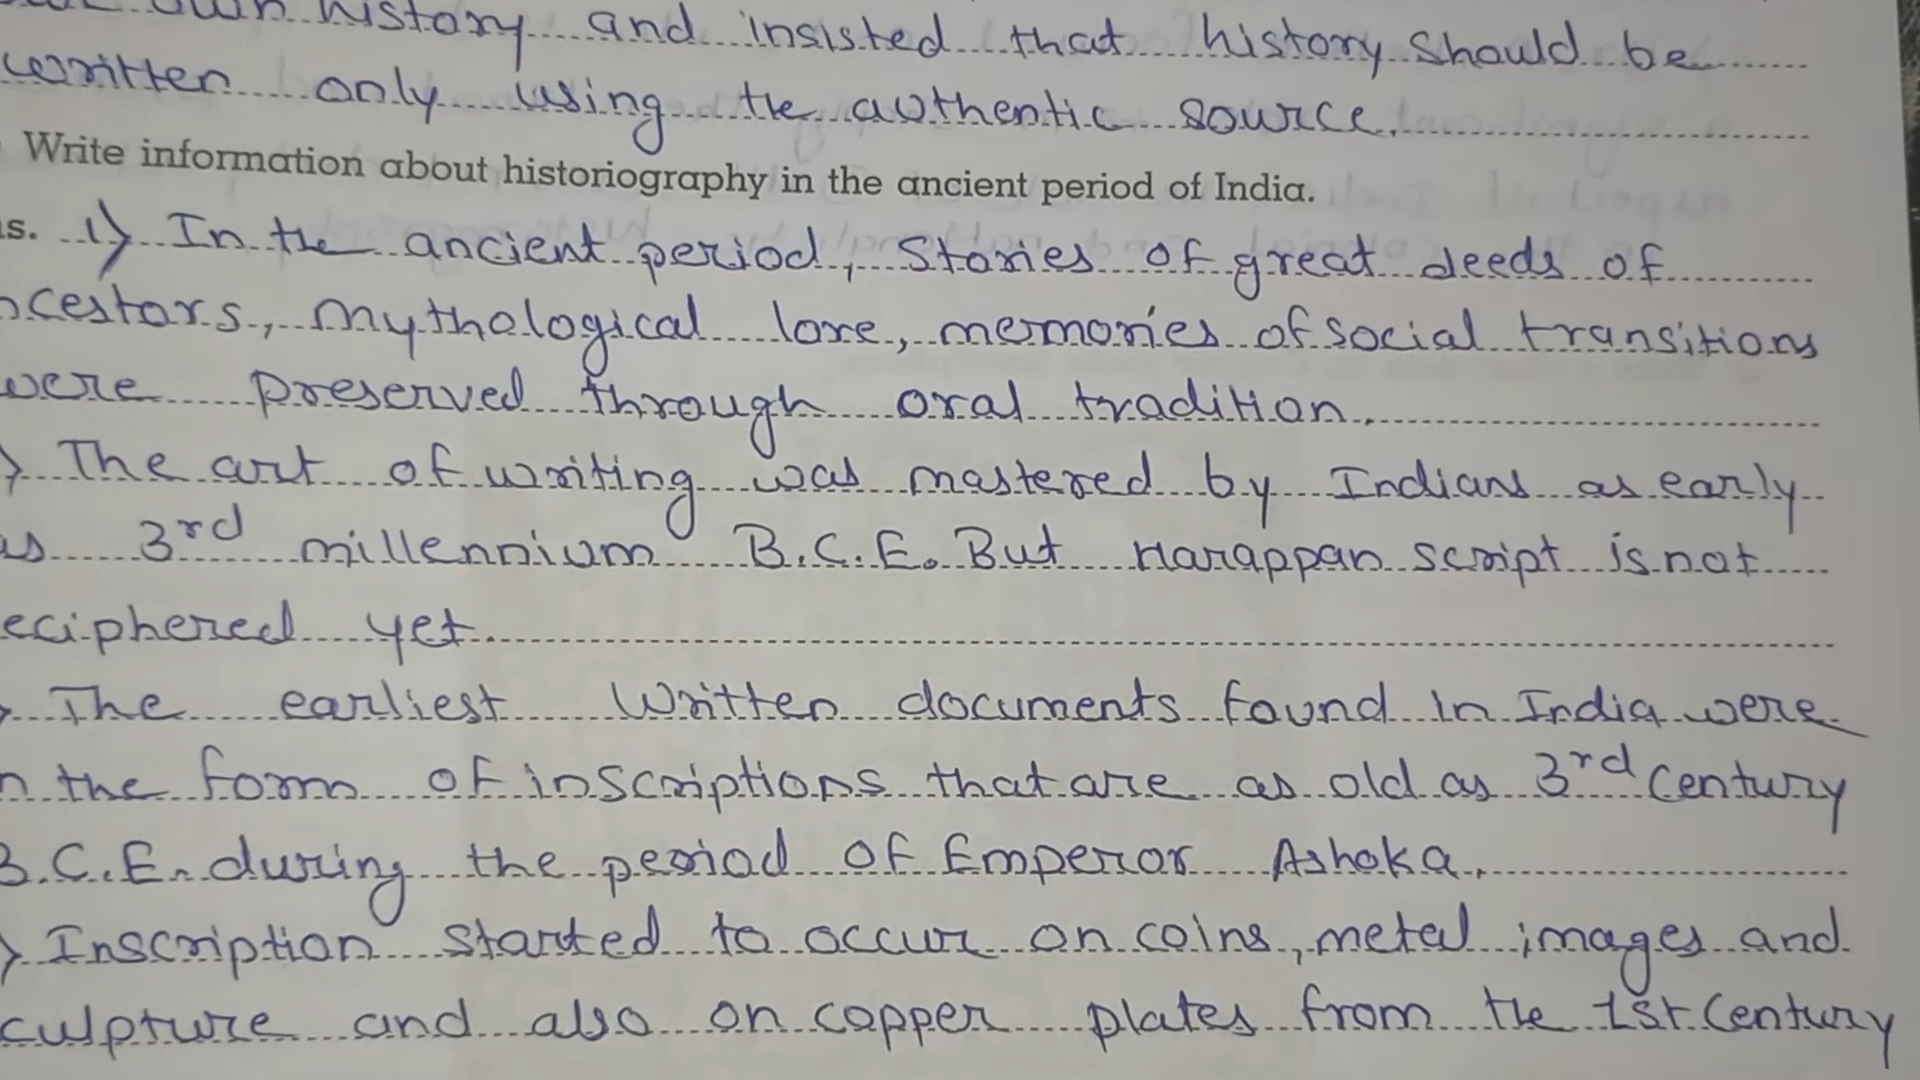 own history and insisted that history should be
written only using the authentic source.
Write information about historiography in the ancient period of India.
s. 1) In the ancient period, Stories of great deeds of
ncestors, mythological lore, memories of social transitions
were preserved through oral tradition.
) The art of writing was mastered by Indians as early
as 3rd millennium B.C.E. But Harappan script is not
eciphered yet.
The earliest Written documents found in India were
n the form of inscriptions that are as old as 3rd Century
B.C.E. during the period of Emperor Ashoka.
) Inscription started to occur on coins, metal images and
culpture and also on copper plates from the 1st Century